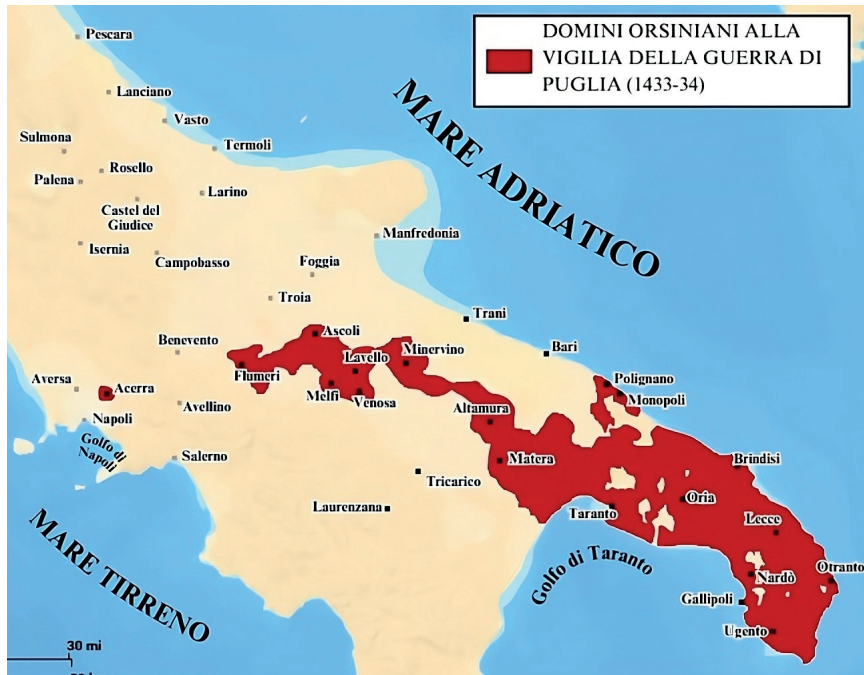 DOMINI ORSINIANI ALLA
VIGILIA DELLA GUERRA DI
PUGLIA (1433-34)
Pescara
Lanciano
Vasto
Sulmona
Termoli
Rosello
Palena
Larino
Castel del
Giudice
Isernia
Campobasso
Manfredonia
MARE ADRIATICO
Foggia
Troia
Trani
Ascoli
Benevento
Bari
Lavello
Minervino
Flumeri
Melfi
Venosa
Polignano
Monopoli
Aversa
Acerra
Avellino
Altamura
Napoli
Golfo di
Napoli
Salerno
Matera
Brindisi
Tricarico
Oria
Laurenzana
Taranto
Lecce
MARE TIRRENO
Golfo di Taranto
Nardò
Otranto
Gallipoli
Ugento
30 mi